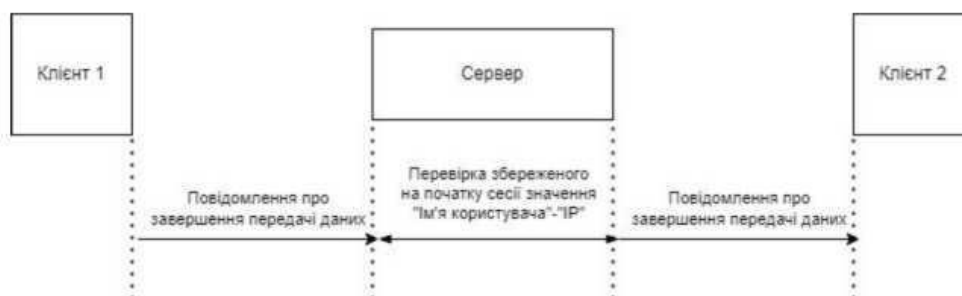 Клієнт 1
Сервер
Клієнт 2
Повідомлення про
завершення передачі даних
Перевірка збереженого
на початку сесії значення
"Ім'я користувача"-"IP"
Повідомлення про
завершення передачі даних